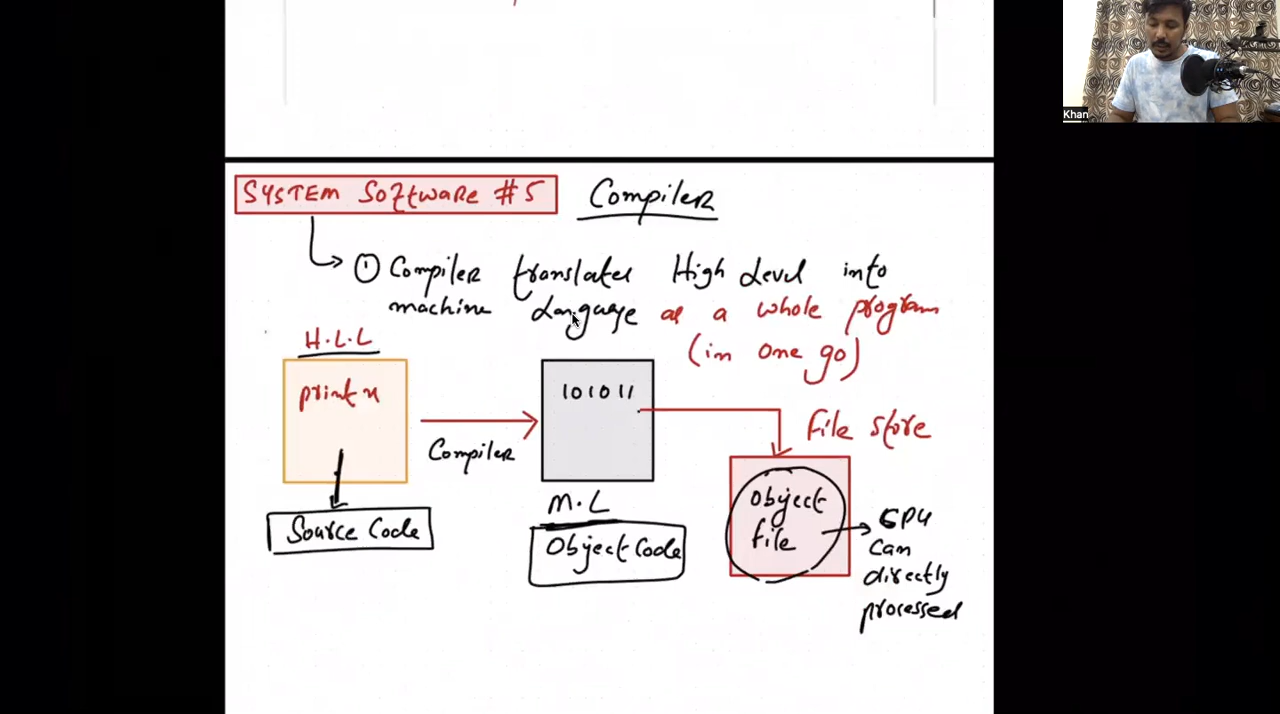 Khan
SYSTEM Software #5
Compiler
① Compiler translates High Level into
machine Language as a whole program
(in one go)
H.L.L
print x
Compiler
Source Code
101011
M.L
Object Code
File store
Object
file
CPU
can
directly
processed